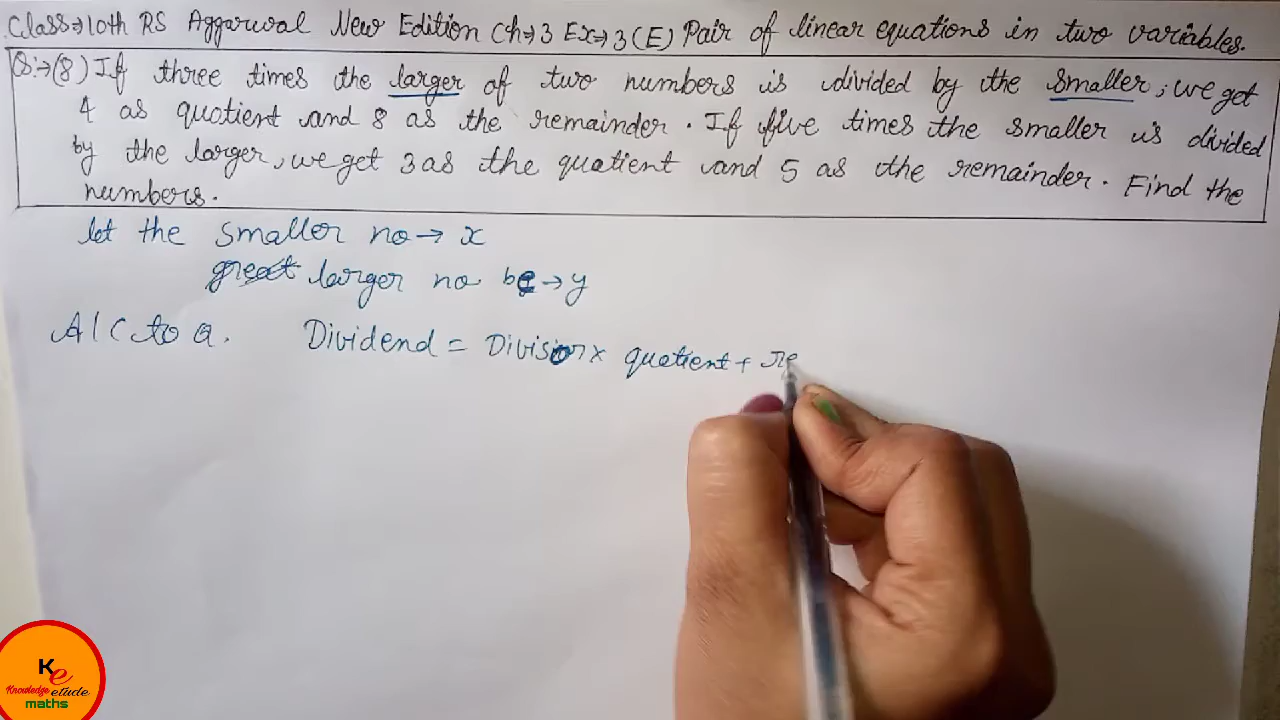 Class→10th RS Aggarwal New Edition Ch→3 Ex→3(E) Pair of linear equations in two variables.
Q:→(8) If three times the larger of two numbers is divided by the smaller, we get
4 as quotient and 8 as the remainder. If five times the smaller is divided
by the larger, we get 3 as the quotient and 5 as the remainder. Find the
numbers.
let the smaller no→ x
great larger no be→y
A/C to Q. Dividend = Divisor× quotient + re
Ke
Knowledge etude
maths